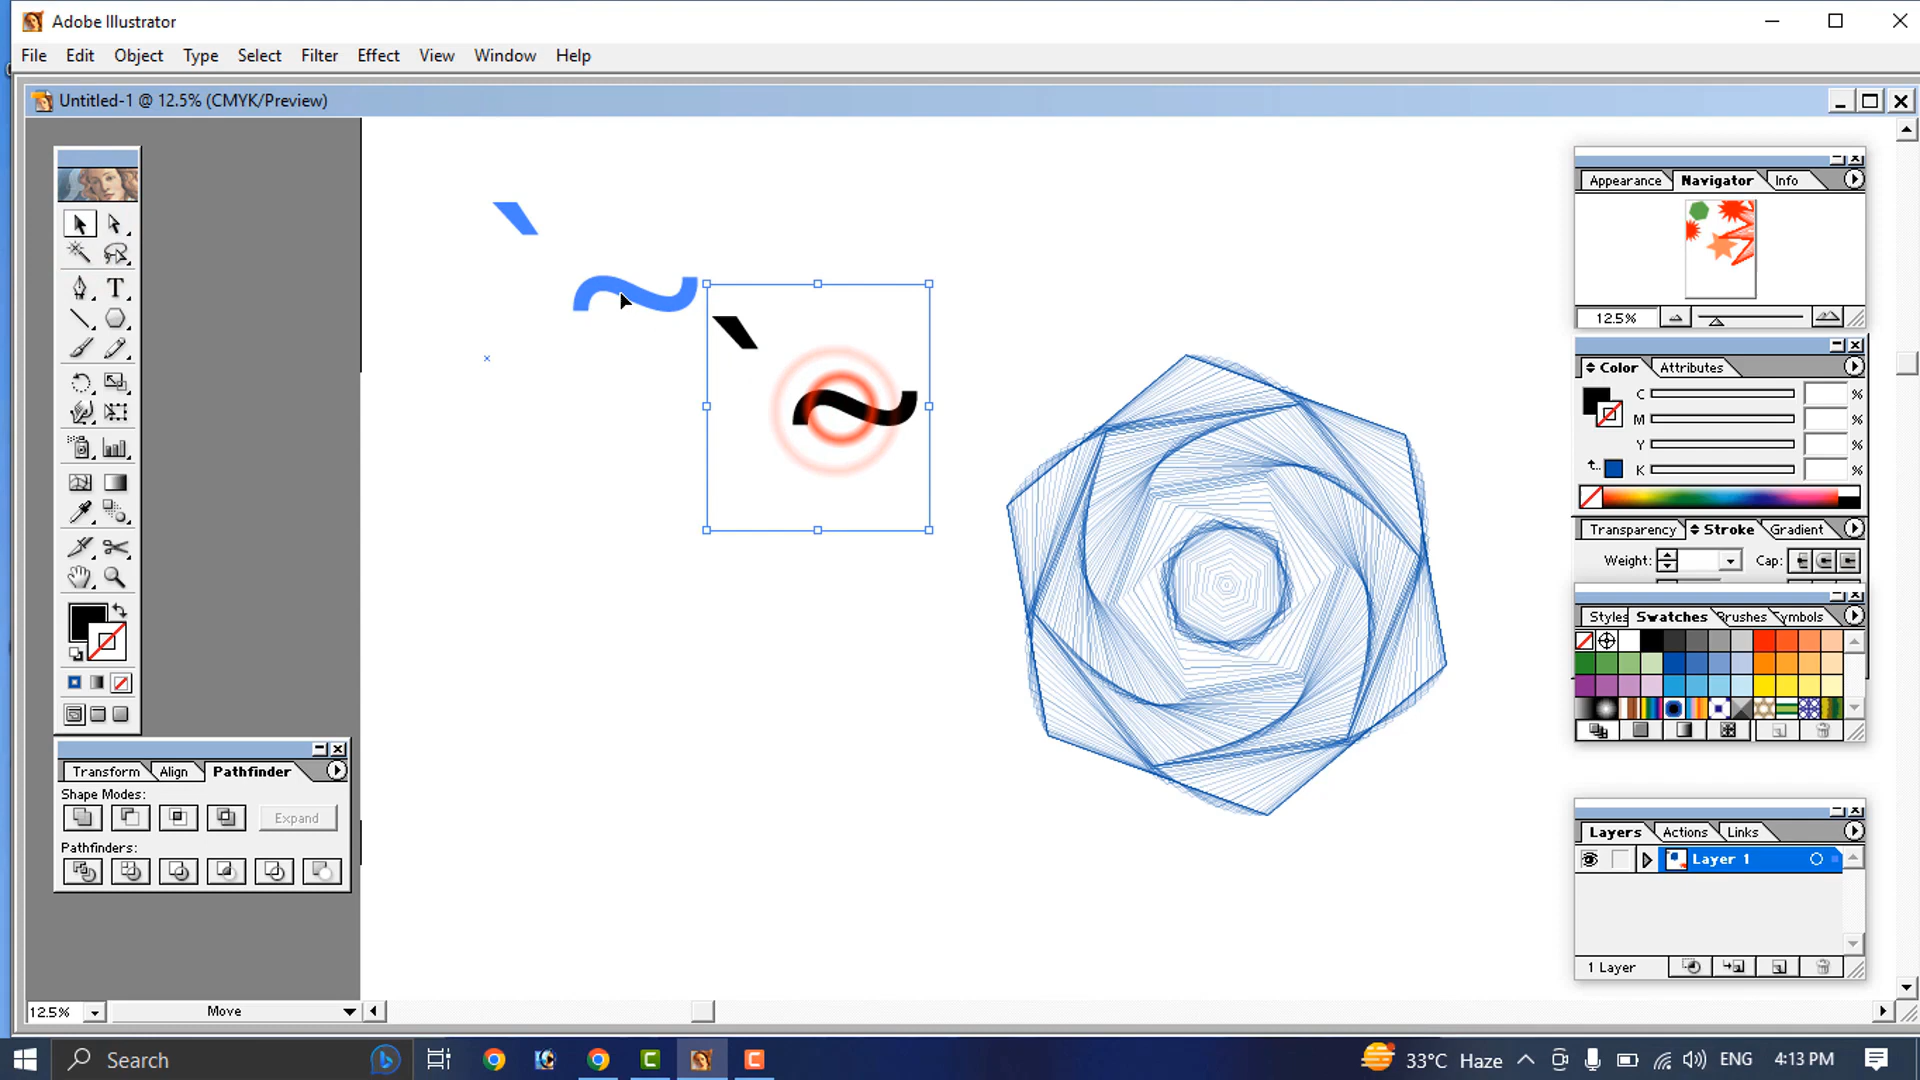 Adobe Illustrator
File Edit Object Type Select Filter Effect View Window Help
Untitled-1 @ 12.5% (CMYK/Preview)
` ~
` ~
T
Appearance Navigator Info
12.5%
Color Attributes
C %
M %
Y %
K %
Transparency Stroke Gradient
Weight: Cap:
Styles Swatches Brushes Symbols
Transform Align Pathfinder
Shape Modes:
Expand
Pathfinders:
Layers Actions Links
Layer 1
1 Layer
12.5% Move
Search 33°C Haze ENG 4:13 PM